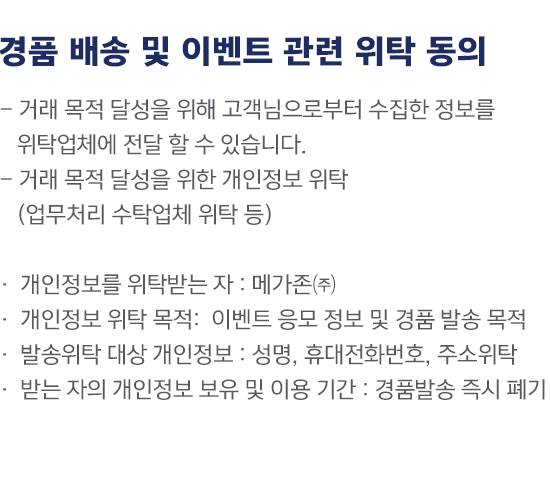 경품 배송 및 이벤트 관련 위탁 동의
- 거래 목적 달성을 위해 고객님으로부터 수집한 정보를
위탁업체에 전달 할 수 있습니다.
- 거래 목적 달성을 위한 개인정보 위탁
(업무처리 수탁업체 위탁 등)
· 개인정보를 위탁받는 자 : 메가존㈜
· 개인정보 위탁 목적: 이벤트 응모 정보 및 경품 발송 목적
· 발송위탁 대상 개인정보 : 성명, 휴대전화번호, 주소위탁
· 받는 자의 개인정보 보유 및 이용 기간 : 경품발송 즉시 폐기